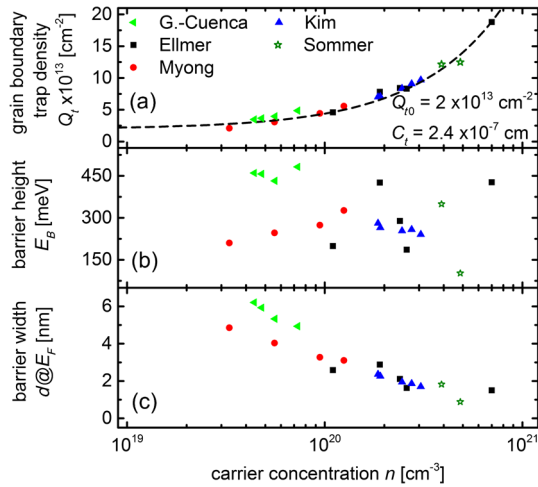 G.-Cuenca
Ellmer
Myong
Kim
Sommer
grain boundary
trap density
Q_t x10^13 [cm^-2]
20
15
10
5
0
(a)
Q_t0 = 2 x10^13 cm^-2
C_t = 2.4 x10^-7 cm
barrier height
E_B [meV]
450
300
150
(b)
barrier width
d@E_F [nm]
6
4
2
0
(c)
10^19
10^20
10^21
carrier concentration n [cm^-3]